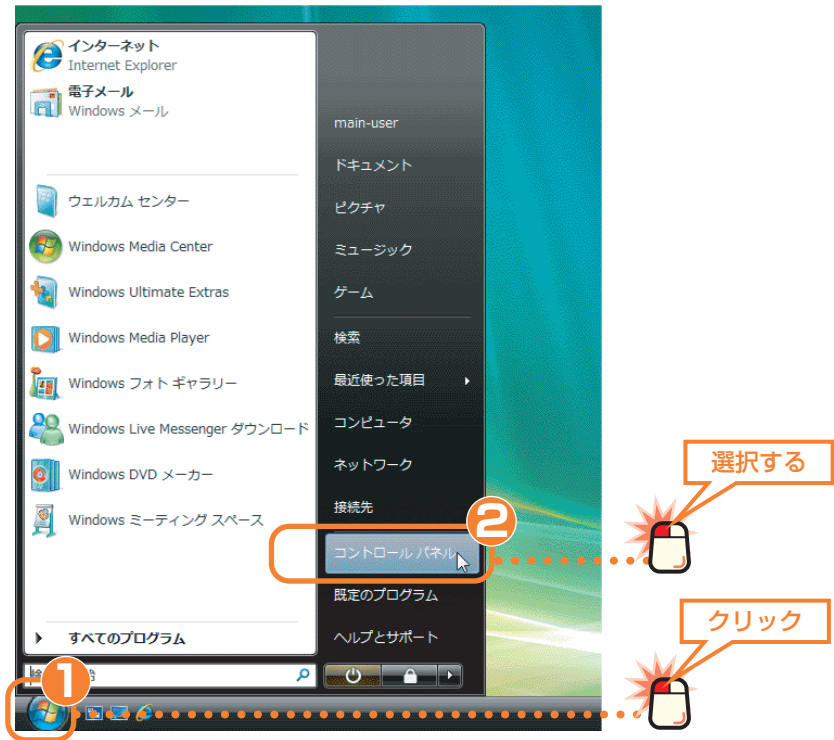 インターネット
Internet Explorer
電子メール
Windows メール
ウェルカム センター
Windows Media Center
Windows Ultimate Extras
Windows Media Player
Windows フォト ギャラリー
Windows Live Messenger ダウンロード
Windows DVD メーカー
Windows ミーティング スペース
すべてのプログラム
main-user
ドキュメント
ピクチャ
ミュージック
ゲーム
検索
最近使った項目
コンピュータ
ネットワーク
接続先
コントロール パネル
既定のプログラム
ヘルプとサポート
2
選択する
1
クリック